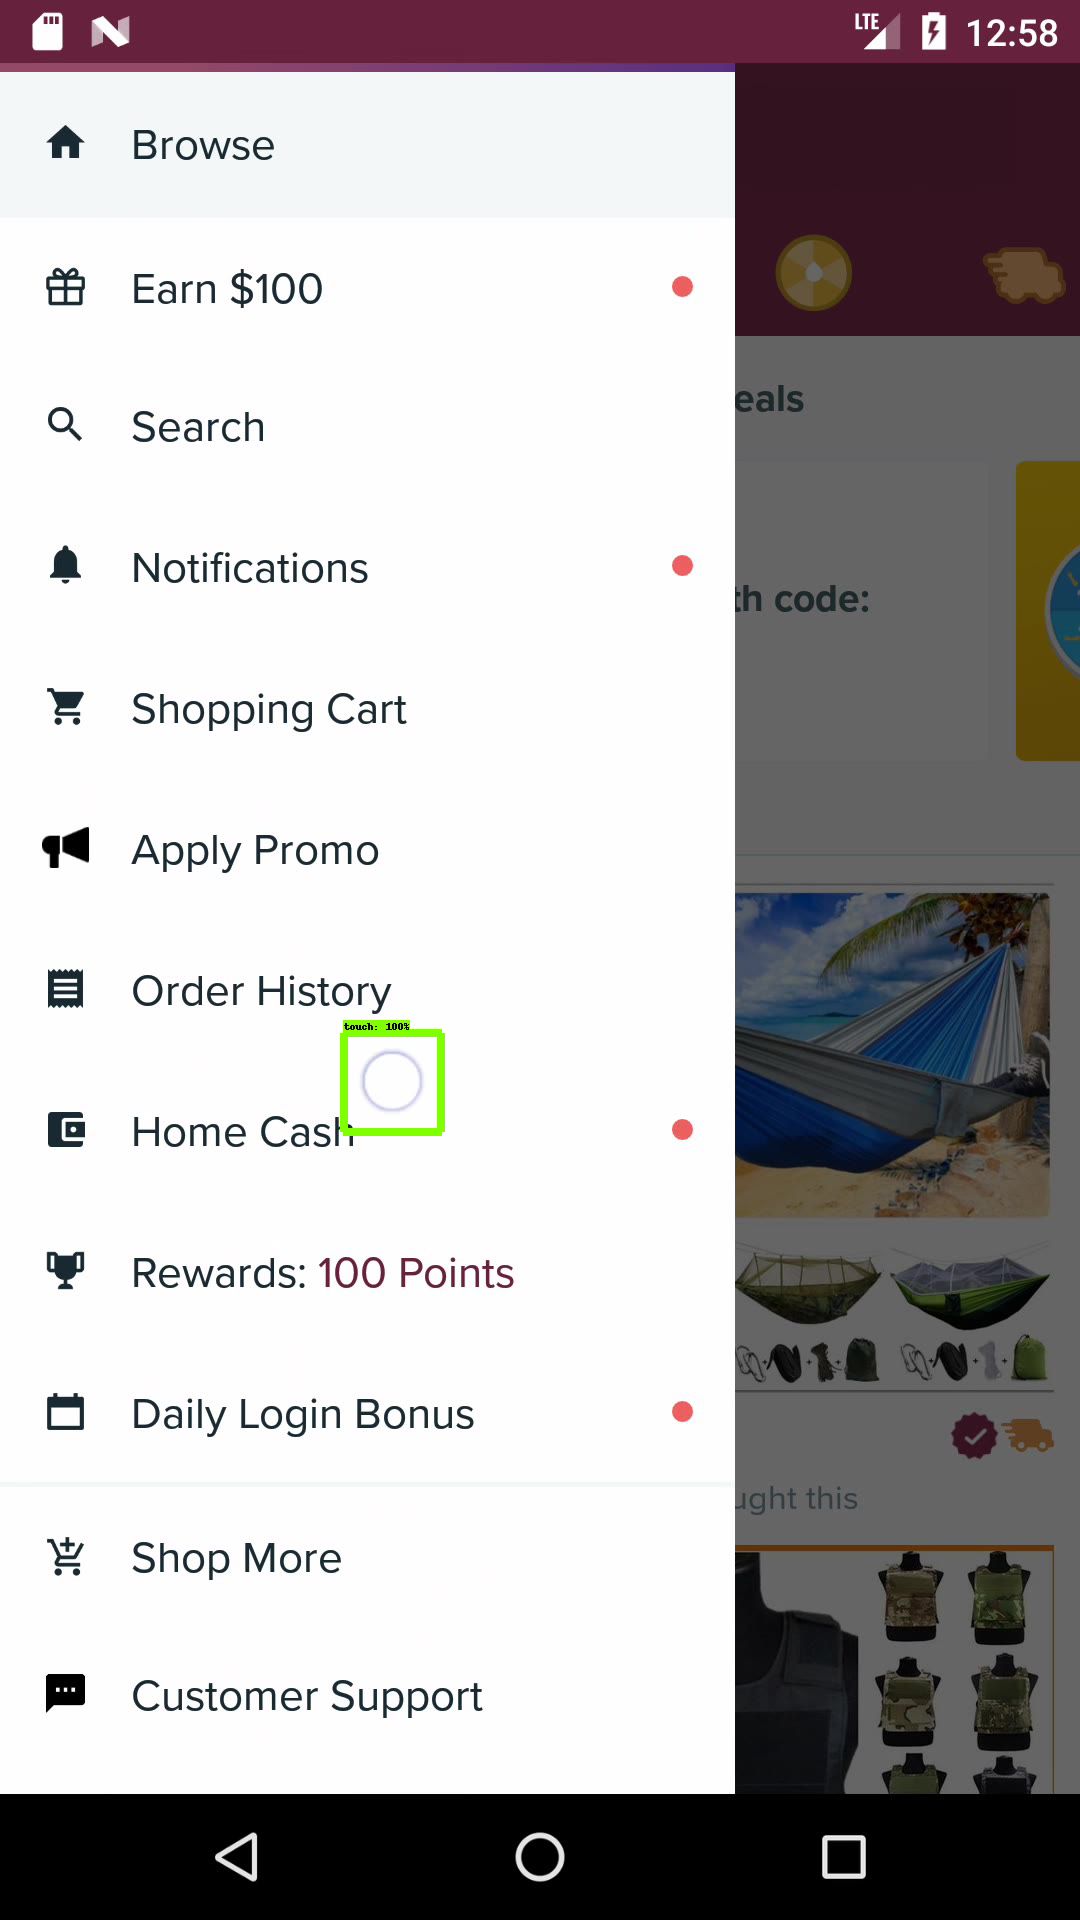 LTE 12:58
Browse
Earn $100
Search
eals
Notifications
th code:
Shopping Cart
Apply Promo
Order History
touch: 100%
Home Cash
Rewards: 100 Points
Daily Login Bonus
ught this
Shop More
Customer Support